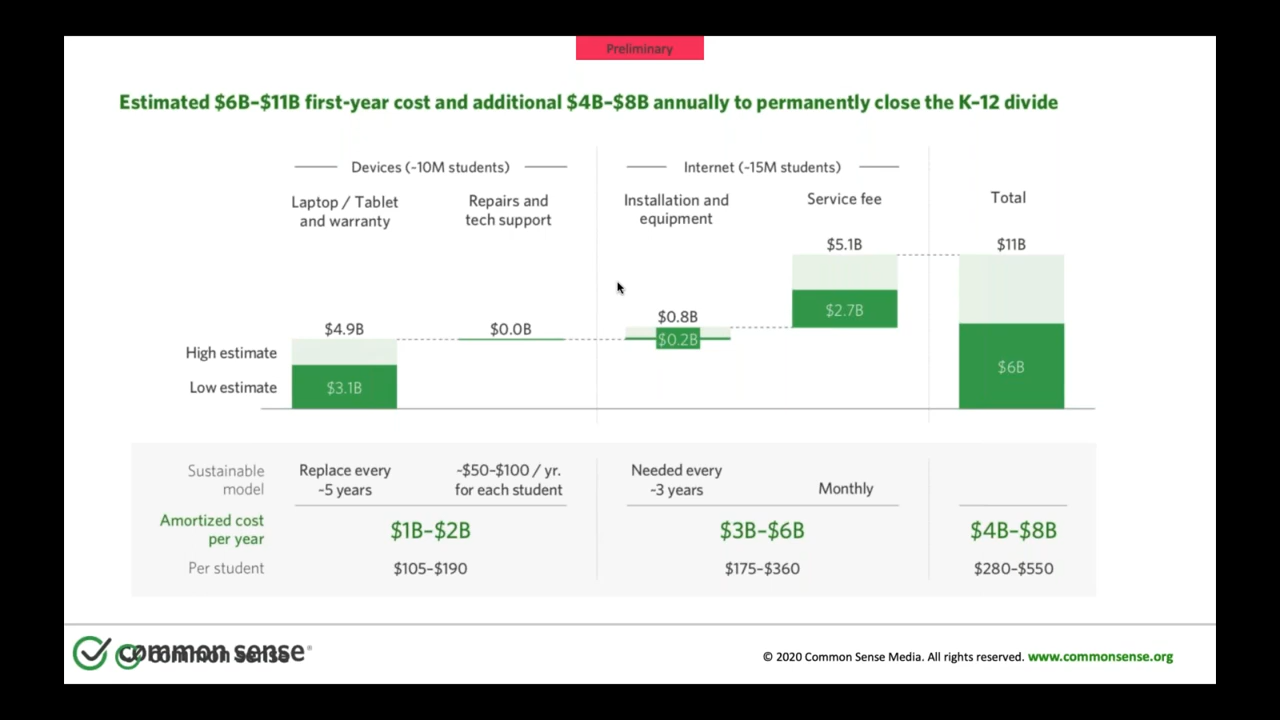 Preliminary
Estimated $6B–$11B first-year cost and additional $4B–$8B annually to permanently close the K–12 divide
Devices (~10M students)
Internet (~15M students)
Laptop / Tablet
and warranty
Repairs and
tech support
Installation and
equipment
Service fee
Total
$4.9B
$0.0B
$0.8B
$5.1B
$11B
High estimate
Low estimate
$3.1B
$0.2B
$2.7B
$6B
Sustainable
model
Replace every
~5 years
~$50–$100 / yr.
for each student
Needed every
~3 years
Monthly
Amortized cost
per year
$1B–$2B
$3B–$6B
$4B–$8B
Per student
$105–$190
$175–$360
$280–$550
common sense®
common sense
© 2020 Common Sense Media. All rights reserved. www.commonsense.org